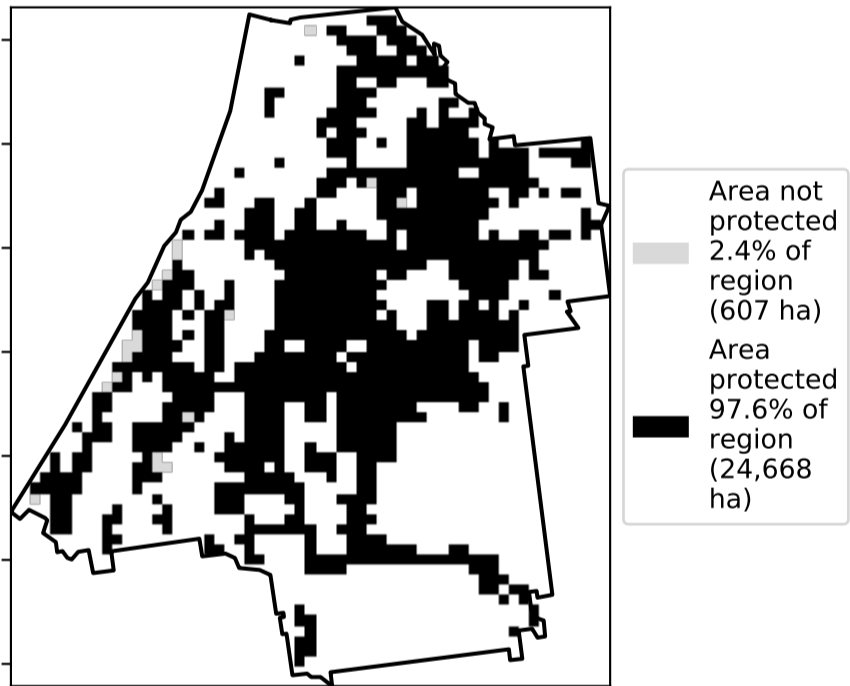 Area not
protected
2.4% of
region
(607 ha)
Area
protected
97.6% of
region
(24,668
ha)